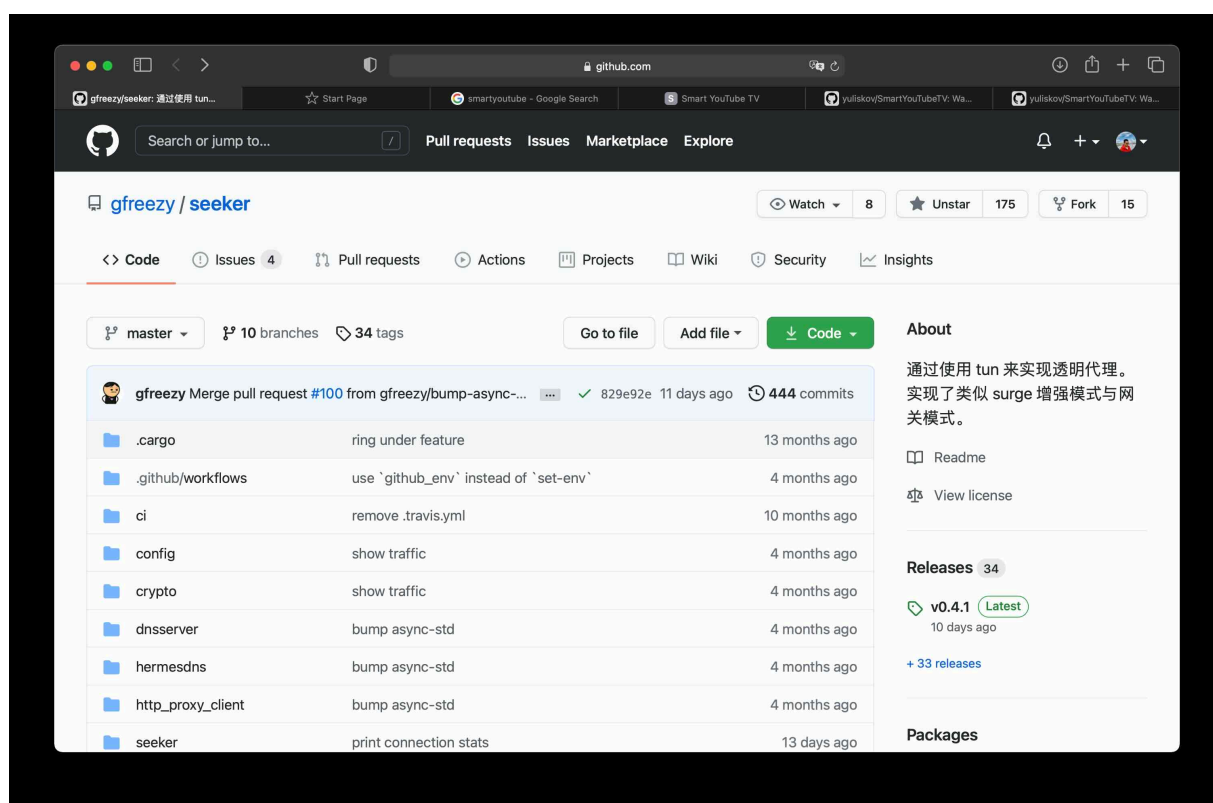 github.com
gfreezy/seeker: 通过使用 tun... Start Page smartyoutube - Google Search S Smart YouTube TV yuliskov/SmartYouTubeTV: Wa... yuliskov/SmartYouTubeTV: Wa...
Search or jump to... / Pull requests Issues Marketplace Explore
gfreezy / seeker Watch 8 Unstar 175 Fork 15
Code Issues 4 Pull requests Actions Projects Wiki Security Insights
master 10 branches 34 tags Go to file Add file Code
gfreezy Merge pull request #100 from gfreezy/bump-async-... ... 829e92e 11 days ago 444 commits
.cargo ring under feature 13 months ago
.github/workflows use `github_env` instead of `set-env` 4 months ago
ci remove .travis.yml 10 months ago
config show traffic 4 months ago
crypto show traffic 4 months ago
dnsserver bump async-std 4 months ago
hermesdns bump async-std 4 months ago
http_proxy_client bump async-std 4 months ago
seeker print connection stats 13 days ago
About
通过使用 tun 来实现透明代理。
实现了类似 surge 增强模式与网
关模式。
Readme
View license
Releases 34
v0.4.1 Latest
10 days ago
+ 33 releases
Packages